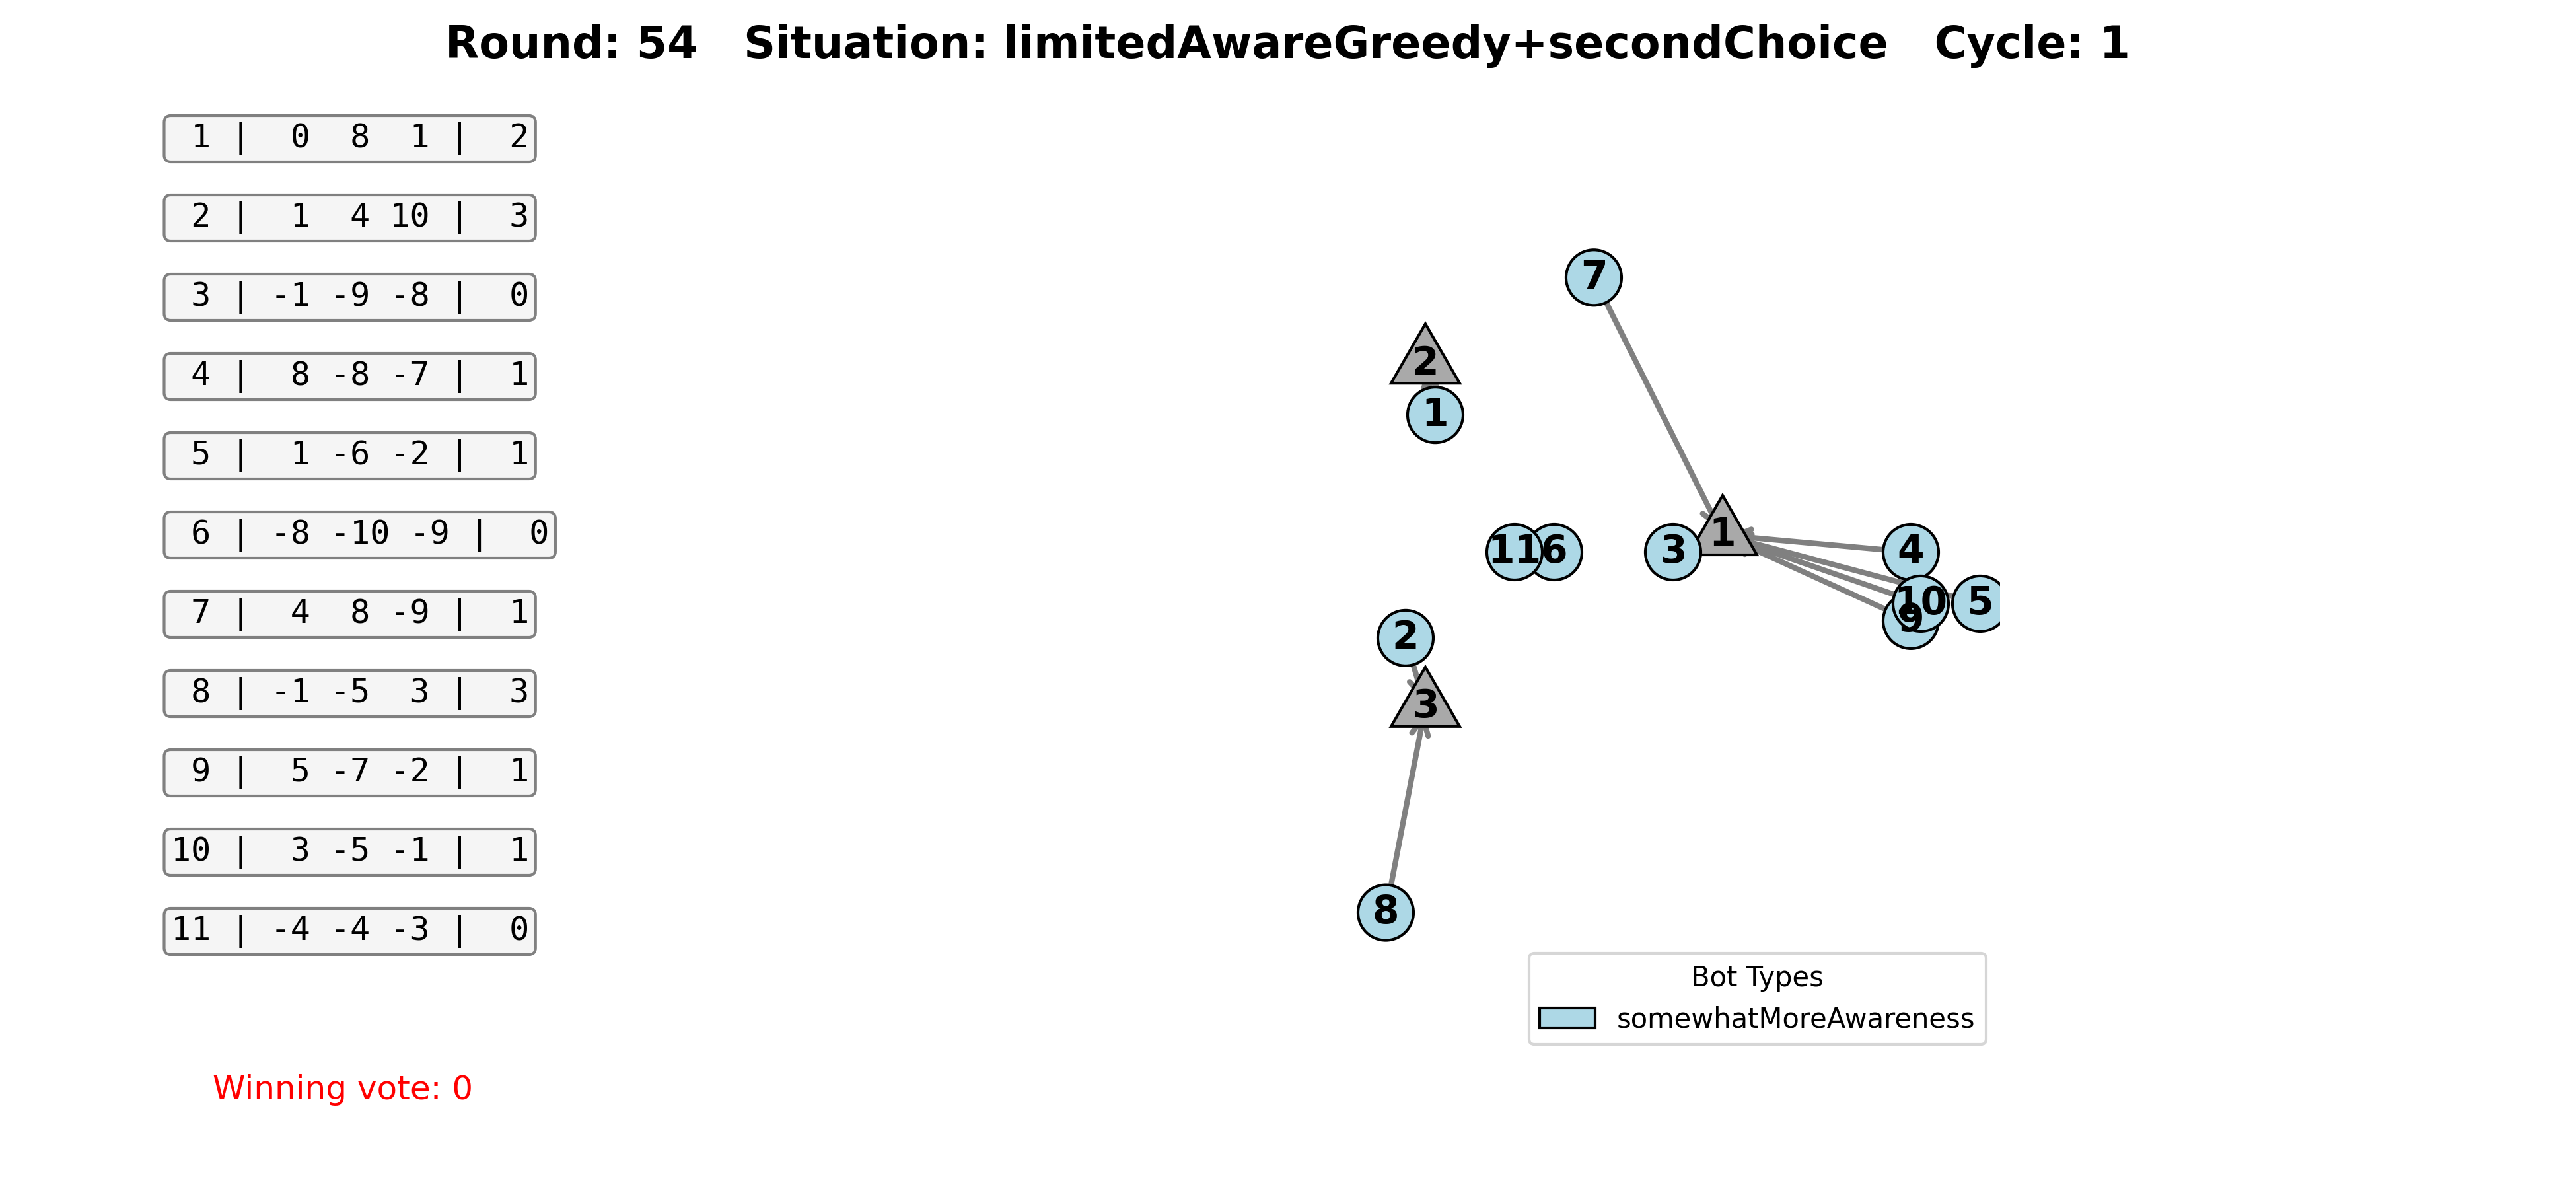 Round: 54   Situation: limitedAwareGreedy+secondChoice   Cycle: 1
1 |  0  8  1 |  2
2 |  1  4 10 |  3
3 | -1 -9 -8 |  0
4 |  8 -8 -7 |  1
5 |  1 -6 -2 |  1
6 | -8 -10 -9 |  0
7 |  4  8 -9 |  1
8 | -1 -5  3 |  3
9 |  5 -7 -2 |  1
10 |  3 -5 -1 |  1
11 | -4 -4 -3 |  0
Winning vote: 0
7
2
1
1
11 6 3 4
10 5
9
2
3
8
Bot Types
somewhatMoreAwareness